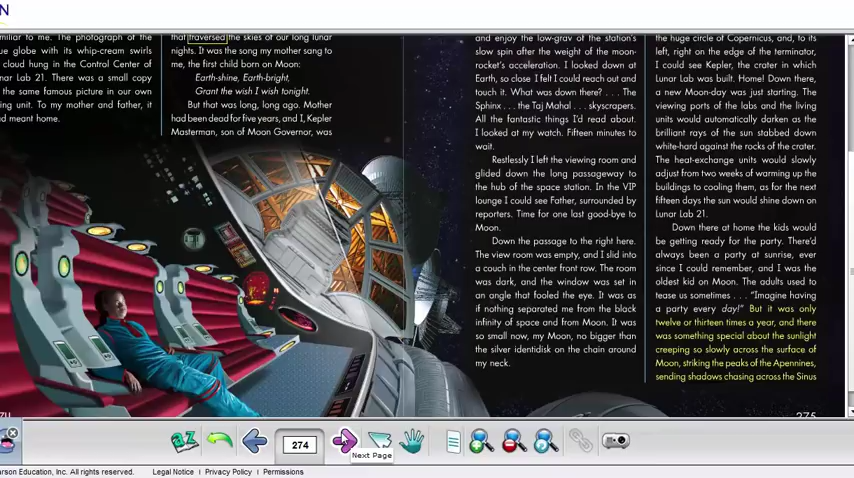 N
miliar to me. The photograph of the
ue globe with its whip-cream swirls
cloud hung in the Control Center of
nar Lab 21. There was a small copy
the same famous picture in our own
ing unit. To my mother and father, it
ad meant home.
that traversed the skies of our long lunar
nights. It was the song my mother sang to
me, the first child born on Moon:
Earth-shine, Earth-bright,
Grant the wish I wish tonight.
But that was long, long ago. Mother
had been dead for five years, and I, Kepler
Masterman, son of Moon Governor, was
and enjoy the low-grav of the station's
slow spin after the weight of the moon-
rocket's acceleration. I looked down at
Earth, so close I felt I could reach out and
touch it. What was down there? . . . The
Sphinx . . . the Taj Mahal . . . skyscrapers.
All the fantastic things I'd read about.
I looked at my watch. Fifteen minutes to
wait.
Restlessly I left the viewing room and
glided down the long passageway to
the hub of the space station. In the VIP
lounge I could see Father, surrounded by
reporters. Time for one last good-bye to
Moon.
Down the passage to the right here.
The view room was empty, and I slid into
a couch in the center front row. The room
was dark, and the window was set in
an angle that fooled the eye. It was as
if nothing separated me from the black
infinity of space and from Moon. It was
so small now, my Moon, no bigger than
the silver identidisk on the chain around
my neck.
the huge circle of Copernicus, and, to its
left, right on the edge of the terminator,
I could see Kepler, the crater in which
Lunar Lab was built. Home! Down there,
a new Moon-day was just starting. The
viewing ports of the labs and the living
units would automatically darken as the
brilliant rays of the sun stabbed down
white-hard against the rocks of the crater.
The heat-exchange units would slowly
adjust from two weeks of warming up the
buildings to cooling them, as for the next
fifteen days the sun would shine down on
Lunar Lab 21.
Down there at home the kids would
be getting ready for the party. There'd
always been a party at sunrise, ever
since I could remember, and I was the
oldest kid on Moon. The adults used to
tease us sometimes . . . "Imagine having
a party every day!" But it was only
twelve or thirteen times a year, and there
was something special about the sunlight
creeping so slowly across the surface of
Moon, striking the peaks of the Apennines,
sending shadows chasing across the Sinus
275
a z
274
Next Page
arson Education, Inc. All rights reserved. Legal Notice | Privacy Policy | Permissions